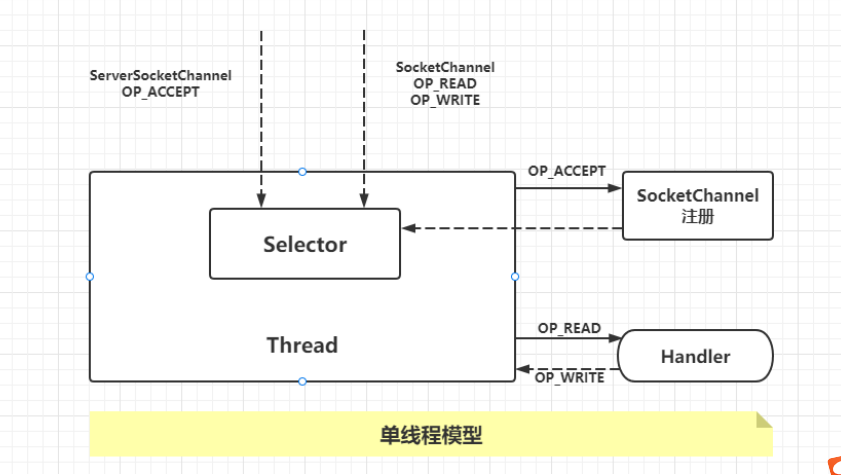 ServerSocketChannel
OP_ACCEPT
SocketChannel
OP_READ
OP_WRITE
OP_ACCEPT
SocketChannel
注册
Selector
Thread
OP_READ
Handler
OP_WRITE
单线程模型